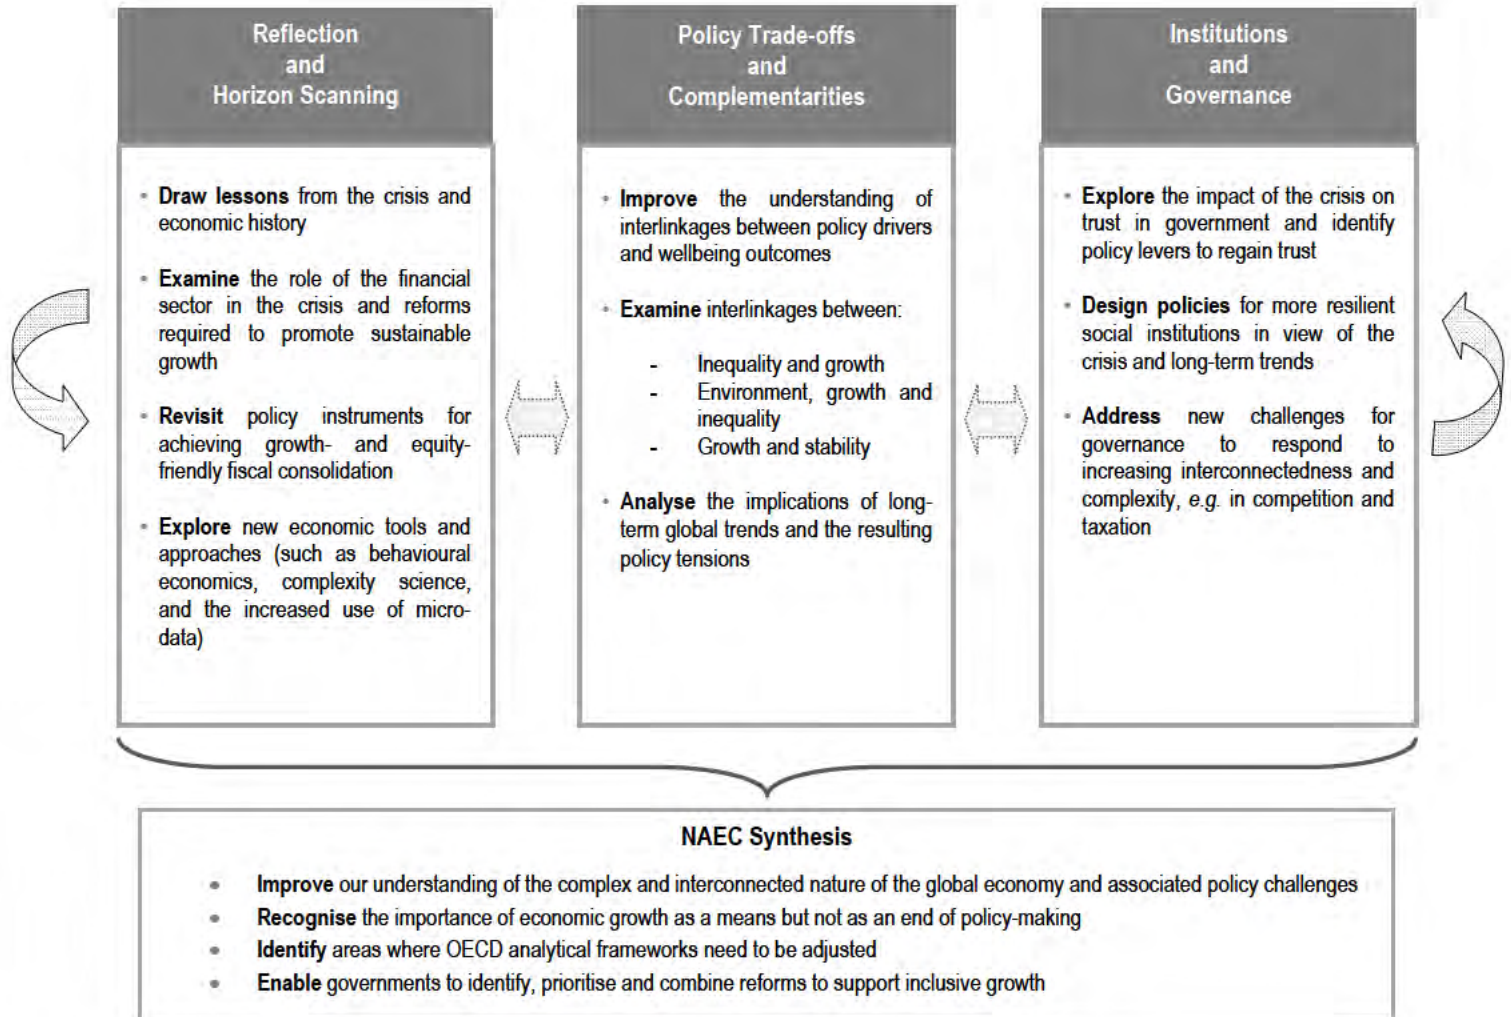 Reflection
and
Horizon Scanning
• Draw lessons from the crisis and
economic history
• Examine the role of the financial
sector in the crisis and reforms
required to promote sustainable
growth
• Revisit policy instruments for
achieving growth- and equity-
friendly fiscal consolidation
• Explore new economic tools and
approaches (such as behavioural
economics, complexity science,
and the increased use of micro-
data)
Policy Trade-offs
and
Complementarities
• Improve the understanding of
interlinkages between policy drivers
and wellbeing outcomes
• Examine interlinkages between:
- Inequality and growth
- Environment, growth and
inequality
- Growth and stability
• Analyse the implications of long-
term global trends and the resulting
policy tensions
Institutions
and
Governance
• Explore the impact of the crisis on
trust in government and identify
policy levers to regain trust
• Design policies for more resilient
social institutions in view of the
crisis and long-term trends
• Address new challenges for
governance to respond to
increasing interconnectedness and
complexity, e.g. in competition and
taxation
NAEC Synthesis
• Improve our understanding of the complex and interconnected nature of the global economy and associated policy challenges
• Recognise the importance of economic growth as a means but not as an end of policy-making
• Identify areas where OECD analytical frameworks need to be adjusted
• Enable governments to identify, prioritise and combine reforms to support inclusive growth